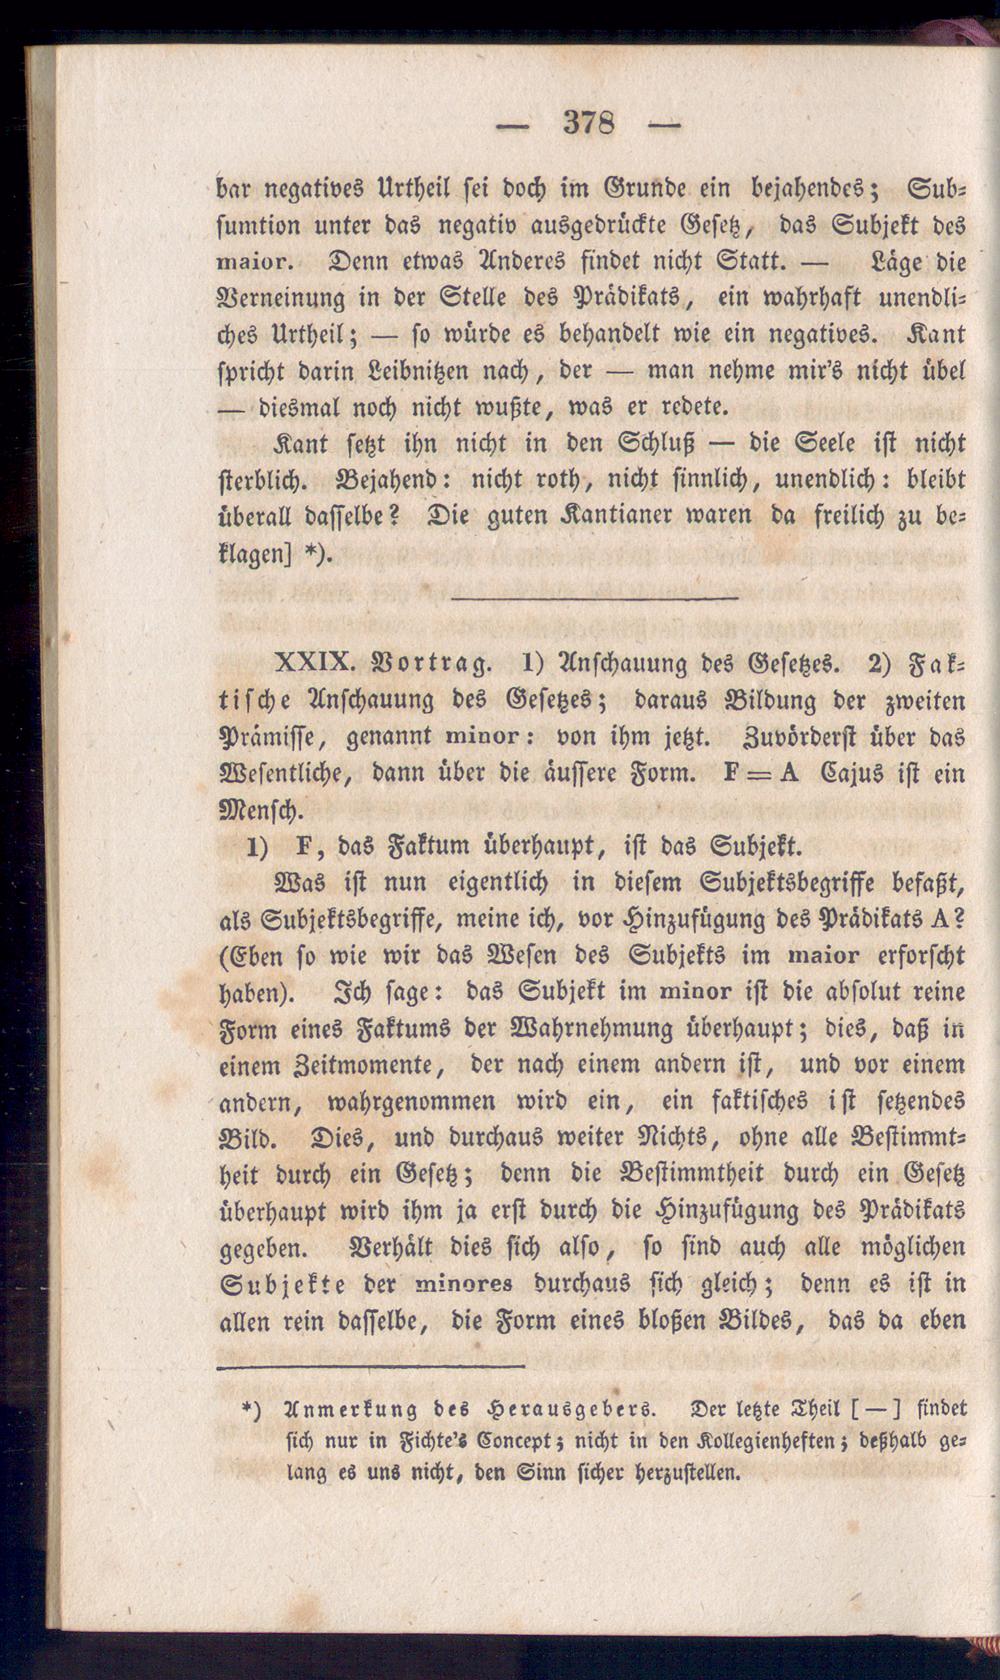 — 378 —
bar negatives Urtheil sei doch im Grunde ein bejahendes; Sub-
sumtion unter das negativ ausgedrückte Gesetz, das Subjekt des
maior. Denn etwas Anderes findet nicht Statt. — Läge die
Verneinung in der Stelle des Prädikats, ein wahrhaft unendli-
ches Urtheil; — so würde es behandelt wie ein negatives. Kant
spricht darin Leibnitzen nach, der — man nehme mir's nicht übel
— diesmal noch nicht wußte, was er redete.
Kant setzt ihn nicht in den Schluß — die Seele ist nicht
sterblich. Bejahend: nicht roth, nicht sinnlich, unendlich: bleibt
überall dasselbe? Die guten Kantianer waren da freilich zu be-
klagen] *).
XXIX. Vortrag. 1) Anschauung des Gesetzes. 2) Fak-
tische Anschauung des Gesetzes; daraus Bildung der zweiten
Prämisse, genannt minor: von ihm jetzt. Zuvörderst über das
Wesentliche, dann über die äussere Form. F = A Cajus ist ein
Mensch.
1) F, das Faktum überhaupt, ist das Subjekt.
Was ist nun eigentlich in diesem Subjektsbegriffe befaßt,
als Subjektsbegriffe, meine ich, vor Hinzufügung des Prädikats A?
(Eben so wie wir das Wesen des Subjekts im maior erforscht
haben). Ich sage: das Subjekt im minor ist die absolut reine
Form eines Faktums der Wahrnehmung überhaupt; dies, daß in
einem Zeitmomente, der nach einem andern ist, und vor einem
andern, wahrgenommen wird ein, ein faktisches ist setzendes
Bild. Dies, und durchaus weiter Nichts, ohne alle Bestimmt-
heit durch ein Gesetz; denn die Bestimmtheit durch ein Gesetz
überhaupt wird ihm ja erst durch die Hinzufügung des Prädikats
gegeben. Verhält dies sich also, so sind auch alle möglichen
Subjekte der minores durchaus sich gleich; denn es ist in
allen rein dasselbe, die Form eines bloßen Bildes, das da eben
*) Anmerkung des Herausgebers. Der letzte Theil [—] findet
sich nur in Fichte's Concept; nicht in den Kollegienheften; deßhalb ge-
lang es uns nicht, den Sinn sicher herzustellen.